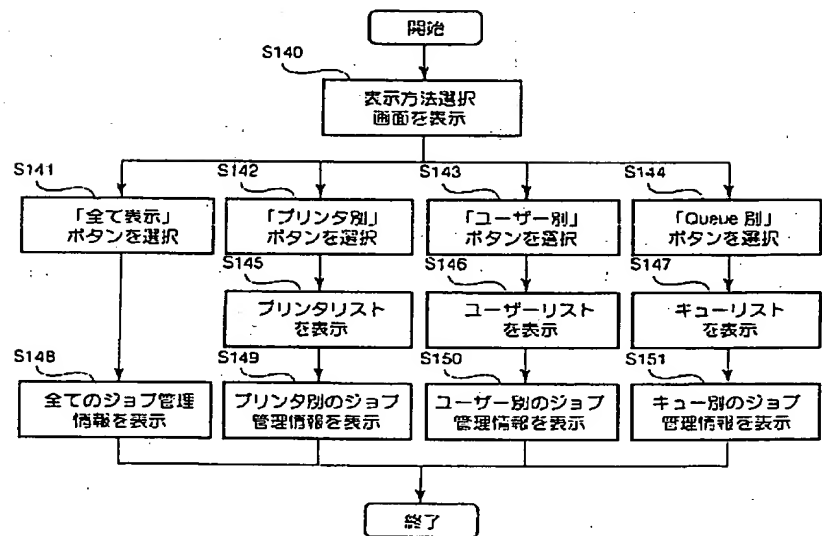 開始
S140
表示方法選択
画面を表示
S141
S142
S143
S144
「全て表示」
ボタンを選択
「プリンタ別」
ボタンを選択
「ユーザー別」
ボタンを選択
「Queue 別」
ボタンを選択
S145
S146
S147
プリンタリスト
を表示
ユーザーリスト
を表示
キューリスト
を表示
S148
S149
S150
S151
全てのジョブ管理
情報を表示
プリンタ別のジョブ
管理情報を表示
ユーザー別のジョブ
管理情報を表示
キュー別のジョブ
管理情報を表示
終了